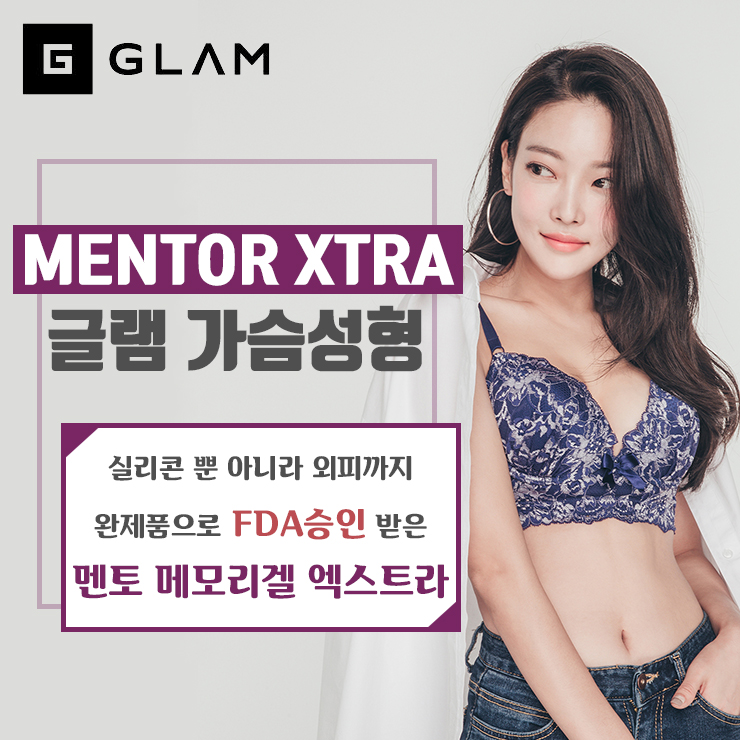 G GLAM
MENTOR XTRA
글램 가슴성형
실리콘 뿐 아니라 외피까지
완제품으로 FDA승인 받은
멘토 메모리겔 엑스트라